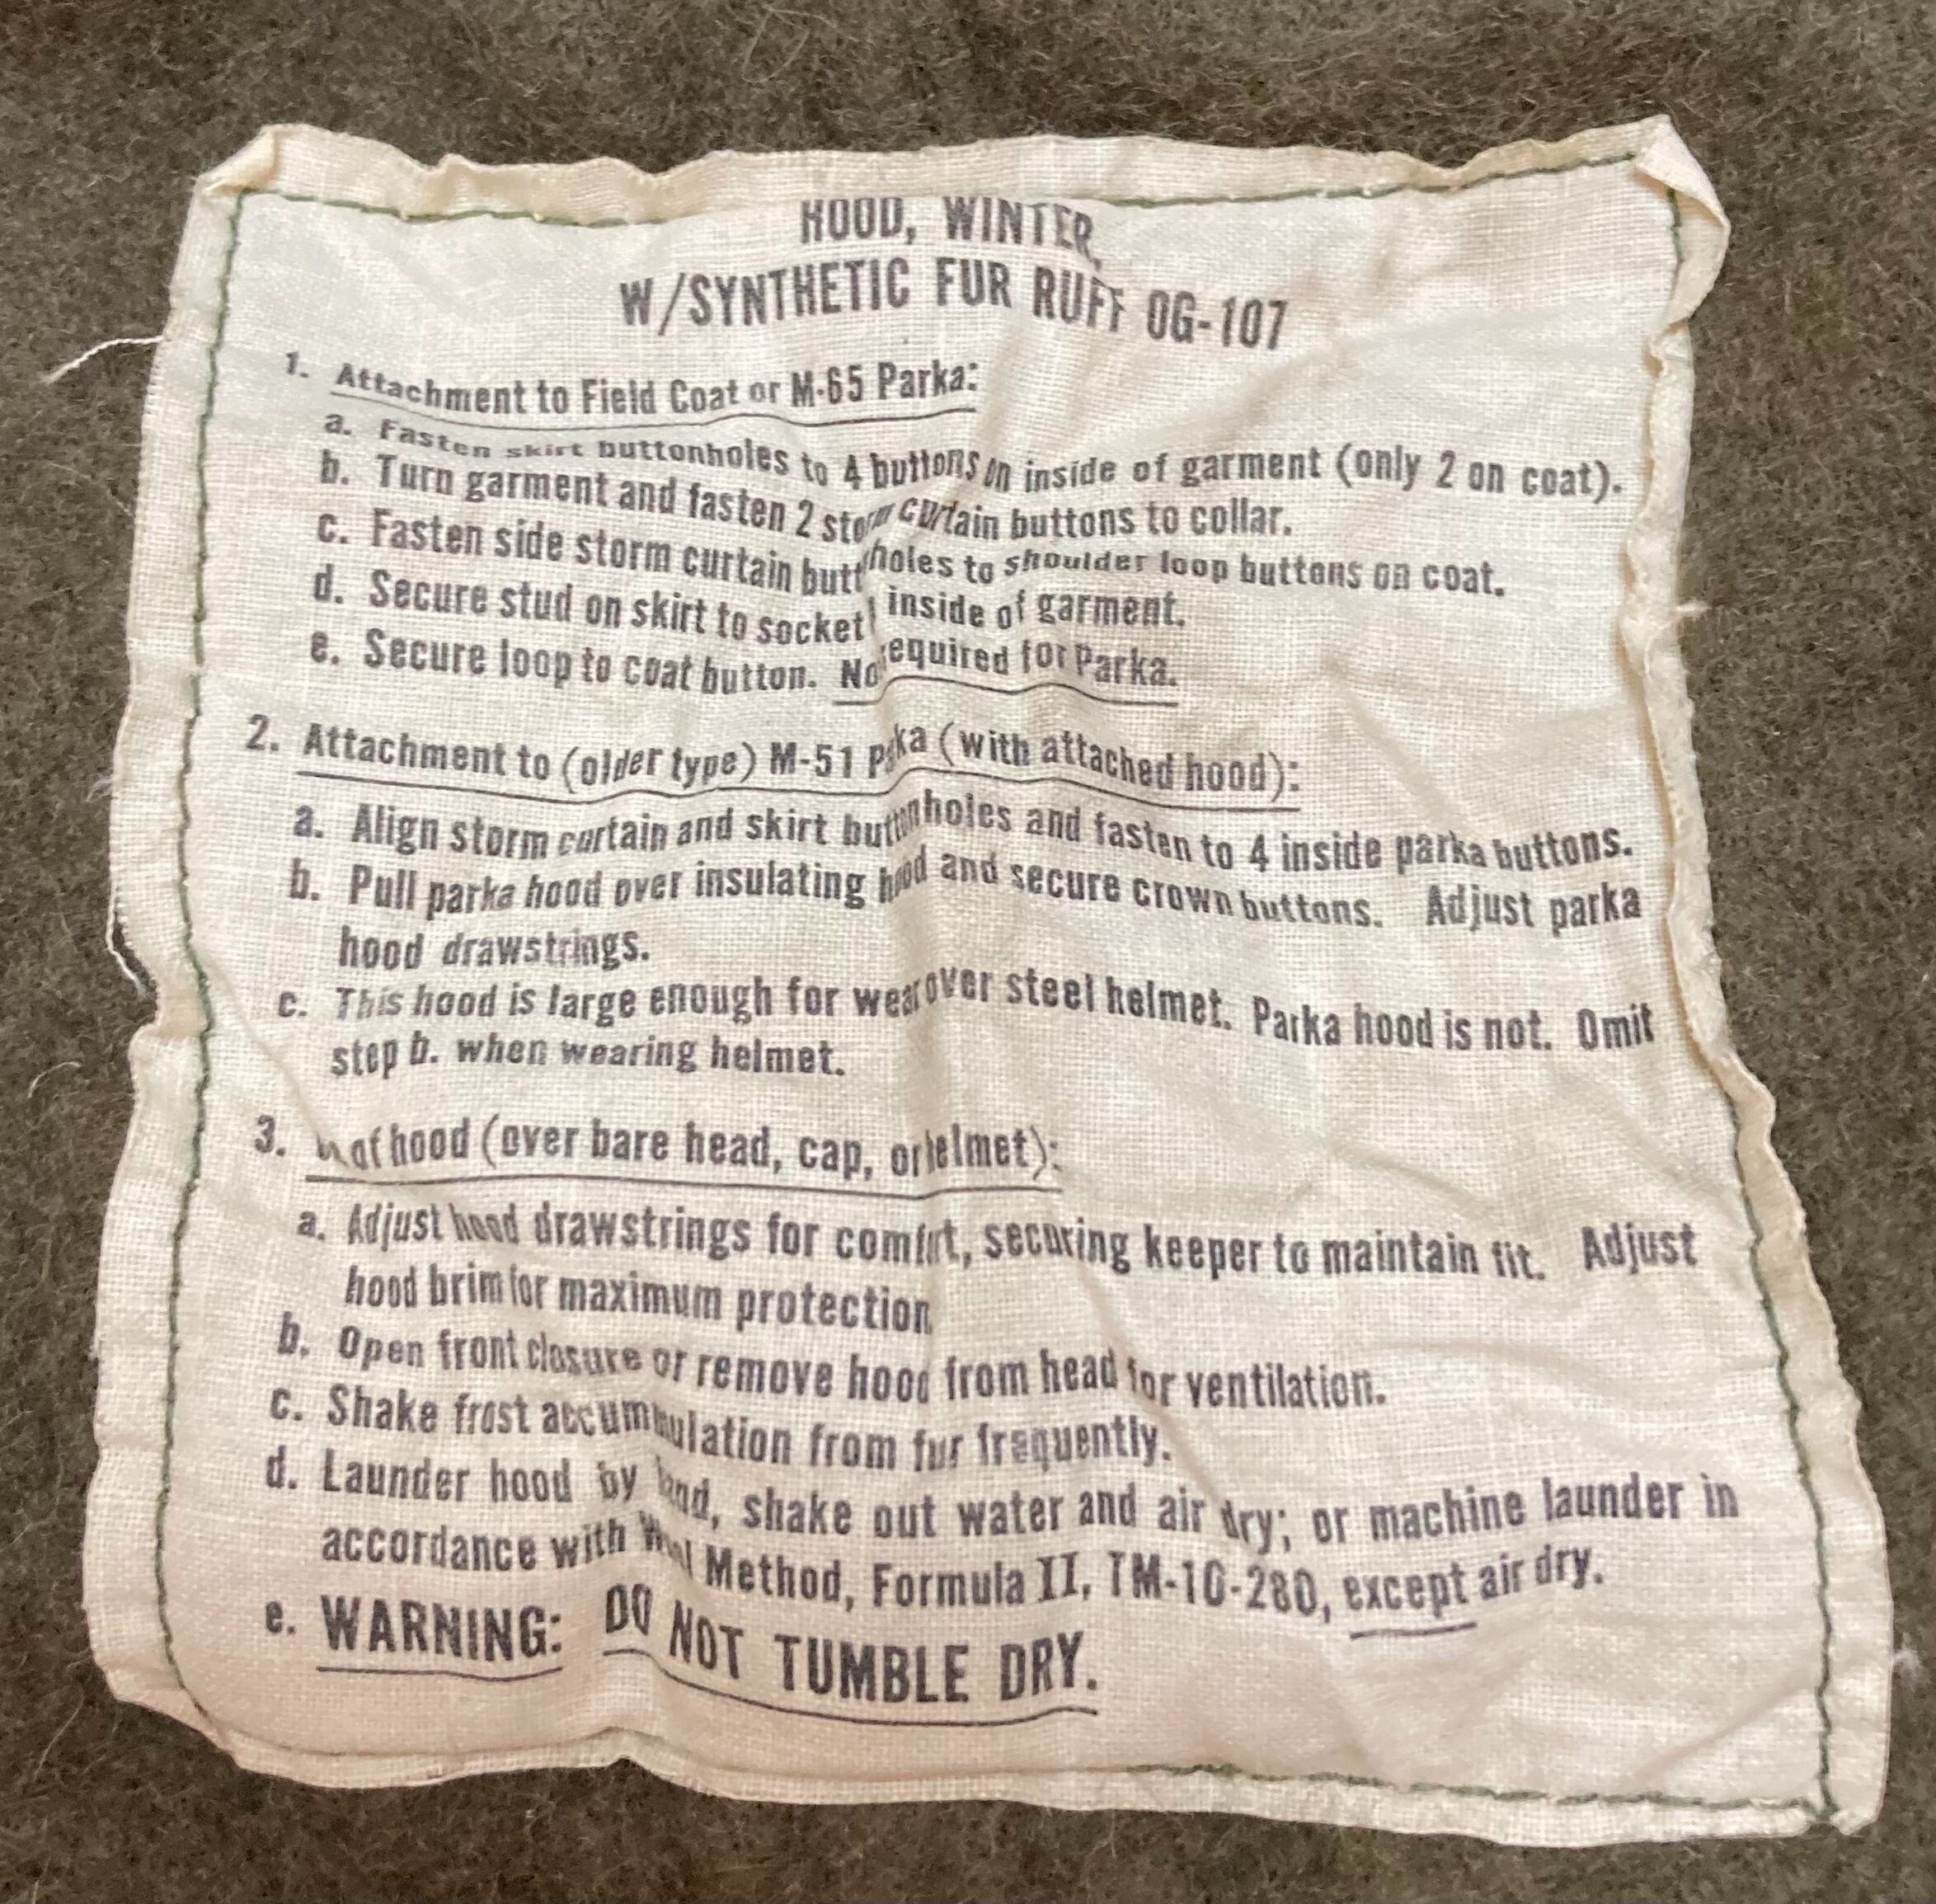 HOOD, WINTER,
W/SYNTHETIC FUR RUFF OG-107
1. Attachment to Field Coat or M-65 Parka:
a. Fasten skirt buttonholes to 4 buttons on inside of garment (only 2 on coat).
b. Turn garment and fasten 2 storm curtain buttons to collar.
c. Fasten side storm curtain buttonholes to shoulder loop buttons on coat.
d. Secure stud on skirt to socket inside of garment.
e. Secure loop to coat button. Not required for Parka.
2. Attachment to (older type) M-51 Parka (with attached hood):
a. Align storm curtain and skirt buttonholes and fasten to 4 inside parka buttons.
b. Pull parka hood over insulating hood and secure crown buttons. Adjust parka
hood drawstrings.
c. This hood is large enough for wear over steel helmet. Parka hood is not. Omit
step b. when wearing helmet.
3. of hood (over bare head, cap, or helmet):
a. Adjust hood drawstrings for comfort, securing keeper to maintain fit. Adjust
hood brim for maximum protection
b. Open front closure or remove hood from head for ventilation.
c. Shake frost accummulation from fur frequently.
d. Launder hood by hand, shake out water and air dry; or machine launder in
accordance with Wool Method, Formula II, TM-10-280, except air dry.
e. WARNING: DO NOT TUMBLE DRY.